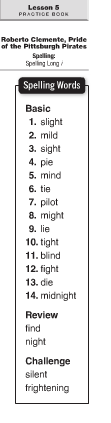 Lesson 5
PRACTICE BOOK
Roberto Clemente, Pride
of the Pittsburgh Pirates
Spelling:
Spelling Long /
Spelling Words
Basic
1. slight
2. mild
3. sight
4. pie
5. mind
6. tie
7. pilot
8. might
9. lie
10. tight
11. blind
12. fight
13. die
14. midnight
Review
find
night
Challenge
silent
frightening